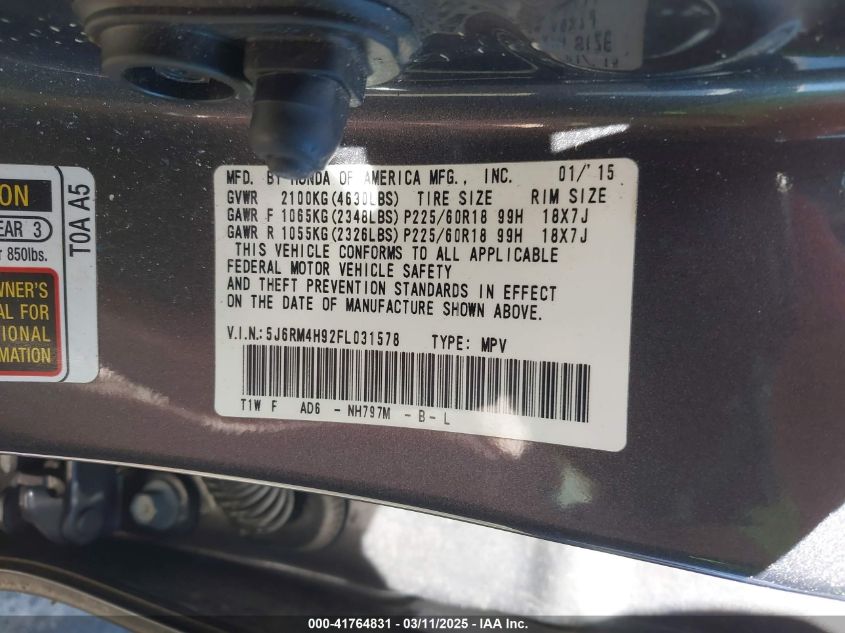 MFD. BY HONDA OF AMERICA MFG., INC. 01/'15
GVWR 2100KG(4630LBS) TIRE SIZE RIM SIZE
GAWR F 1065KG(2348LBS)P225/60R18 99H 18X7J
GAWR R 1055KG(2326LBS)P225/60R18 99H 18X7J
THIS VEHICLE CONFORMS TO ALL APPLICABLE
FEDERAL MOTOR VEHICLE SAFETY
AND THEFT PREVENTION STANDARDS IN EFFECT
ON THE DATE OF MANUFACTURE SHOWN ABOVE.
V.I.N.:5J6RM4H92FL031578 TYPE: MPV
T1W F AD6 - NH797M - B - L
ION
EAR 3
r 850lbs.
WNER'S
AL FOR
TIONAL
RMATION
T0A A5
000-41764831 - 03/11/2025 - IAA Inc.